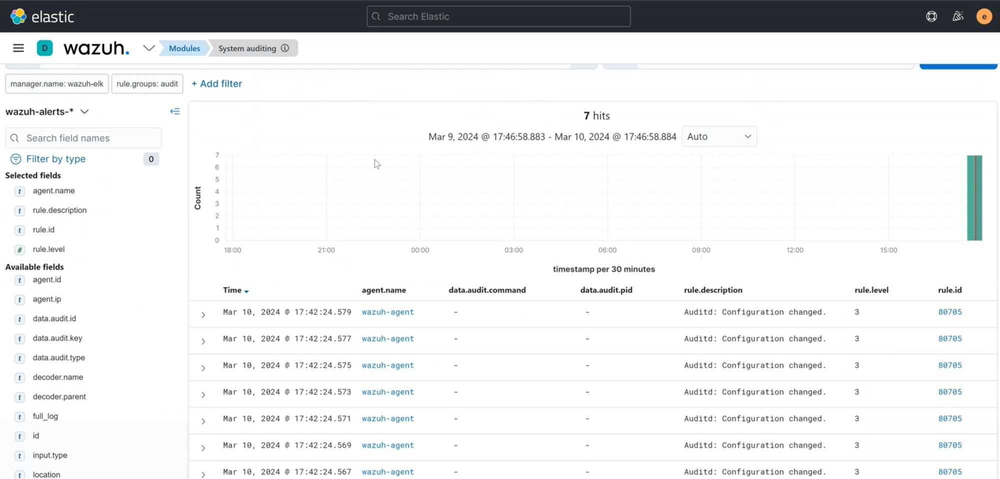 elastic
Search Elastic
e
D
wazuh.
Modules
System auditing
manager.name: wazuh-elk
rule.groups: audit
+ Add filter
wazuh-alerts-*
Search field names
Filter by type
0
Selected fields
t agent.name
t rule.description
t rule.id
# rule.level
Available fields
t agent.id
t agent.ip
t data.audit.id
t data.audit.key
t data.audit.type
t decoder.name
t decoder.parent
t full_log
t id
t input.type
t location
7 hits
Mar 9, 2024 @ 17:46:58.883 - Mar 10, 2024 @ 17:46:58.884
Auto
Count
7
6
5
4
3
2
1
0
18:00 21:00 00:00 03:00 06:00 09:00 12:00 15:00
timestamp per 30 minutes
Time agent.name data.audit.command data.audit.pid rule.description rule.level rule.id
Mar 10, 2024 @ 17:42:24.579 wazuh-agent - - Auditd: Configuration changed. 3 80705
Mar 10, 2024 @ 17:42:24.577 wazuh-agent - - Auditd: Configuration changed. 3 80705
Mar 10, 2024 @ 17:42:24.575 wazuh-agent - - Auditd: Configuration changed. 3 80705
Mar 10, 2024 @ 17:42:24.573 wazuh-agent - - Auditd: Configuration changed. 3 80705
Mar 10, 2024 @ 17:42:24.571 wazuh-agent - - Auditd: Configuration changed. 3 80705
Mar 10, 2024 @ 17:42:24.569 wazuh-agent - - Auditd: Configuration changed. 3 80705
Mar 10, 2024 @ 17:42:24.567 wazuh-agent - - Auditd: Configuration changed. 3 80705